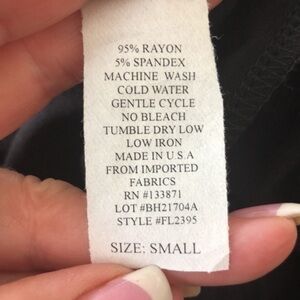 95% RAYON
5% SPANDEX
MACHINE WASH
COLD WATER
GENTLE CYCLE
NO BLEACH
TUMBLE DRY LOW
LOW IRON
MADE IN U.S.A
FROM IMPORTED
FABRICS
RN #133871
LOT #BH21704A
STYLE #FL2395
SIZE: SMALL